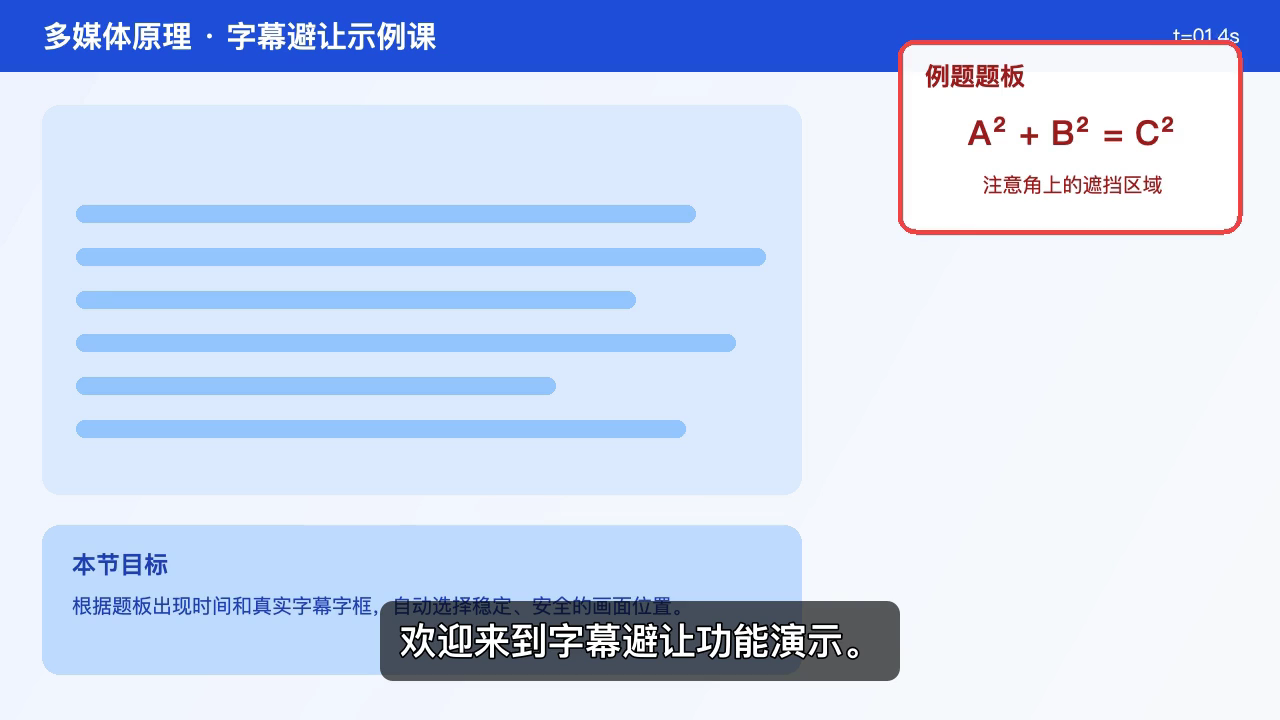 多媒体原理 · 字幕避让示例课
t=01.4s
例题题板
A² + B² = C²
注意角上的遮挡区域
本节目标
根据题板出现时间和真实字幕字框，自动选择稳定、安全的画面位置。
欢迎来到字幕避让功能演示。